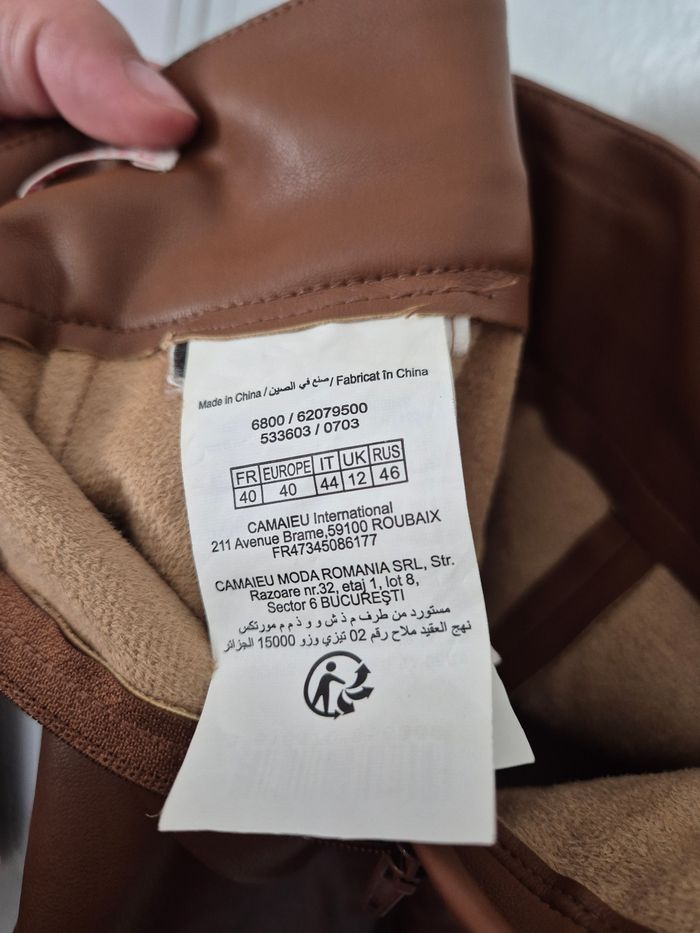 Made in China / صنع في الصين / Fabricat în China
6800 / 62079500
533603 / 0703
FR EUROPE IT UK RUS
40 40 44 12 46
CAMAIEU International
211 Avenue Brame,59100 ROUBAIX
FR47345086177
CAMAIEU MODA ROMANIA SRL, Str.
Razoare nr.32, etaj 1, lot 8,
Sector 6 BUCUREŞTI
مستورد من طرف م ذ ش و و ذ م م مورتكس
نهج العقيد ملاح رقم 02 تيزي وزو 15000 الجزائر